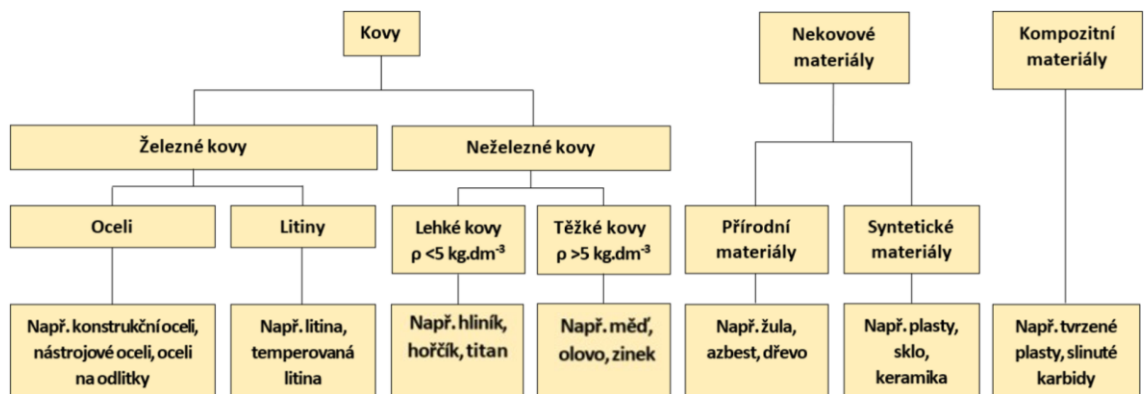 Kovy
Nekovové
materiály
Kompozitní
materiály
Železné kovy
Neželezné kovy
Oceli
Litiny
Lehké kovy
ρ <5 kg.dm⁻³
Těžké kovy
ρ >5 kg.dm⁻³
Přírodní
materiály
Syntetické
materiály
Např. konstrukční oceli,
nástrojové oceli, oceli
na odlitky
Např. litina,
temperovaná
litina
Např. hliník,
hořčík, titan
Např. měď,
olovo, zinek
Např. žula,
azbest, dřevo
Např. plasty,
sklo,
keramika
Např. tvrzené
plasty, slinuté
karbidy